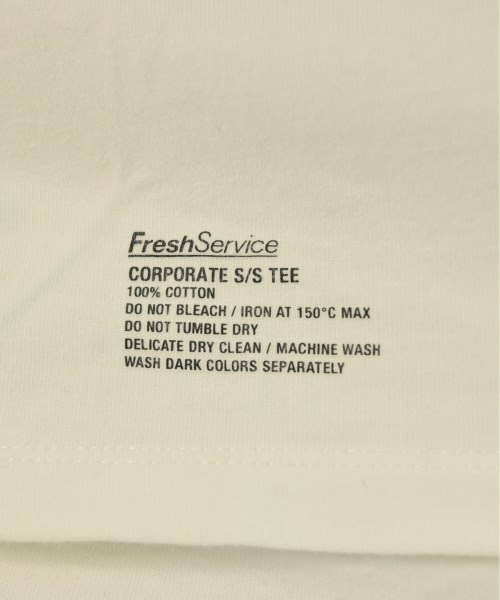 FreshService
CORPORATE S/S TEE
100% COTTON
DO NOT BLEACH / IRON AT 150°C MAX
DO NOT TUMBLE DRY
DELICATE DRY CLEAN / MACHINE WASH
WASH DARK COLORS SEPARATELY